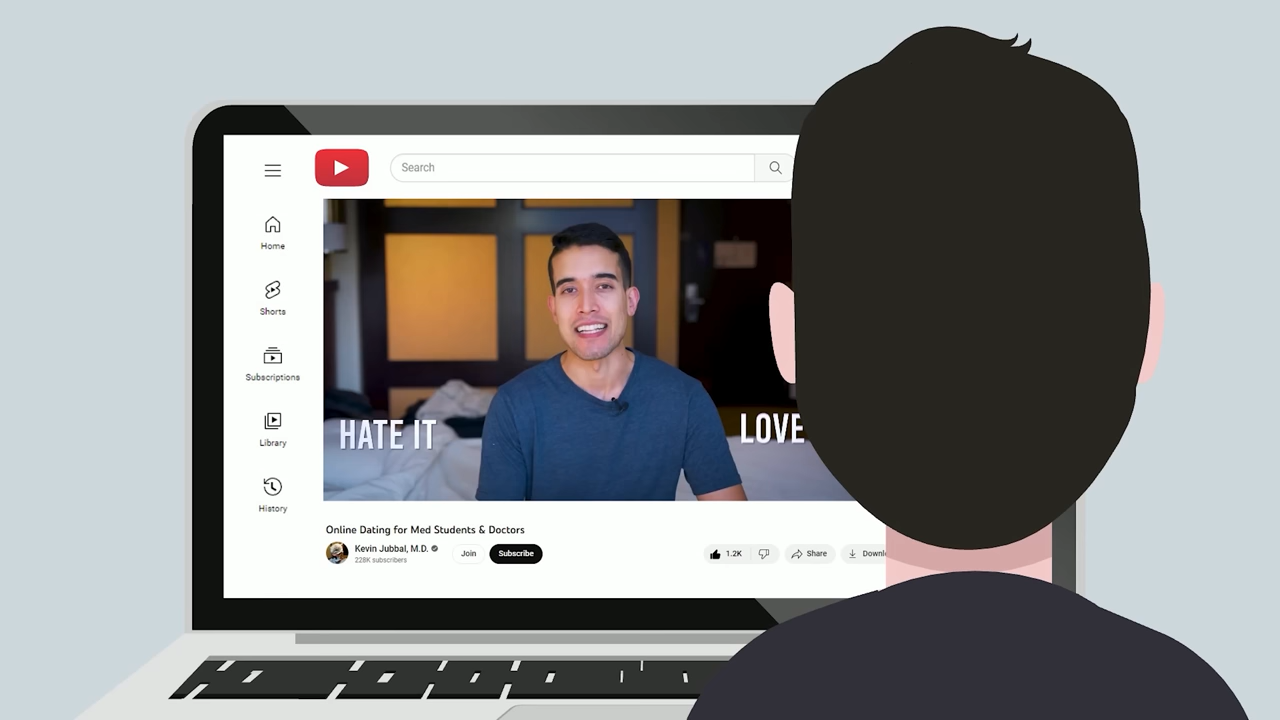 Search
Home
Shorts
Subscriptions
Library
History
HATE IT
LOVE
Online Dating for Med Students & Doctors
Kevin Jubbal, M.D.
228K subscribers
Join
Subscribe
1.2K
Share
Downl